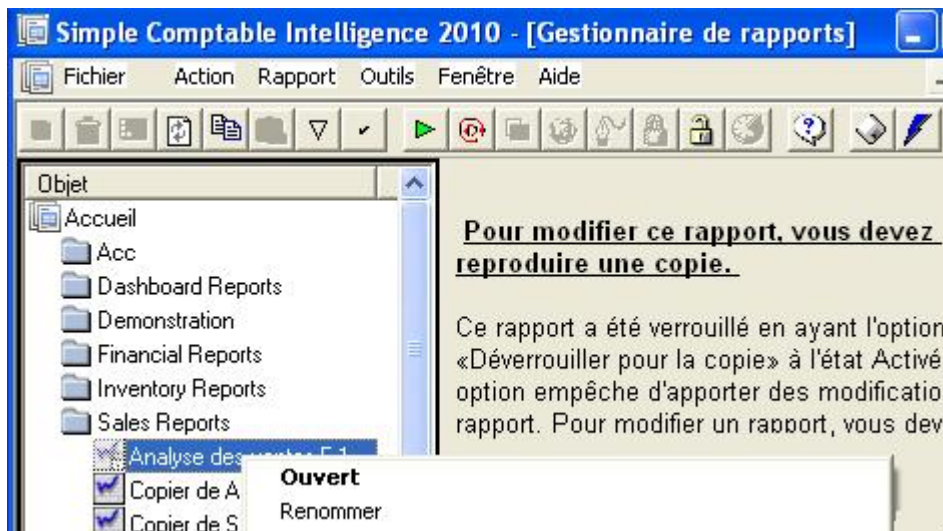 Simple Comptable Intelligence 2010 - [Gestionnaire de rapports]
Fichier Action Rapport Outils Fenêtre Aide
Objet
Accueil
Acc
Dashboard Reports
Demonstration
Financial Reports
Inventory Reports
Sales Reports
Analyse des ventes F 1
Copier de A
Copier de S
Ouvert
Renommer
Pour modifier ce rapport, vous devez
reproduire une copie.
Ce rapport a été verrouillé en ayant l'option
«Déverrouiller pour la copie» à l'état Activé
option empêche d'apporter des modificatio
rapport. Pour modifier un rapport, vous dev